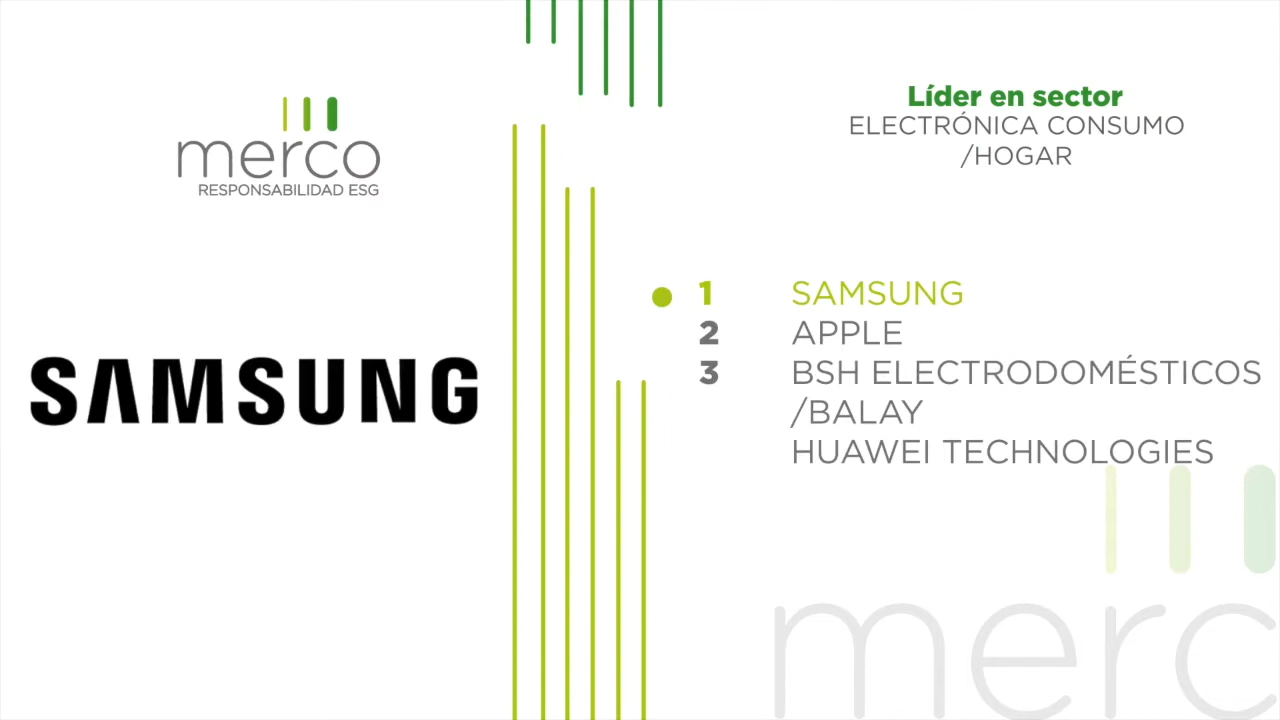 merco
RESPONSABILIDAD ESG
SAMSUNG
Líder en sector
ELECTRÓNICA CONSUMO
/HOGAR
1 SAMSUNG
2 APPLE
3 BSH ELECTRODOMÉSTICOS
/BALAY
HUAWEI TECHNOLOGIES
merc